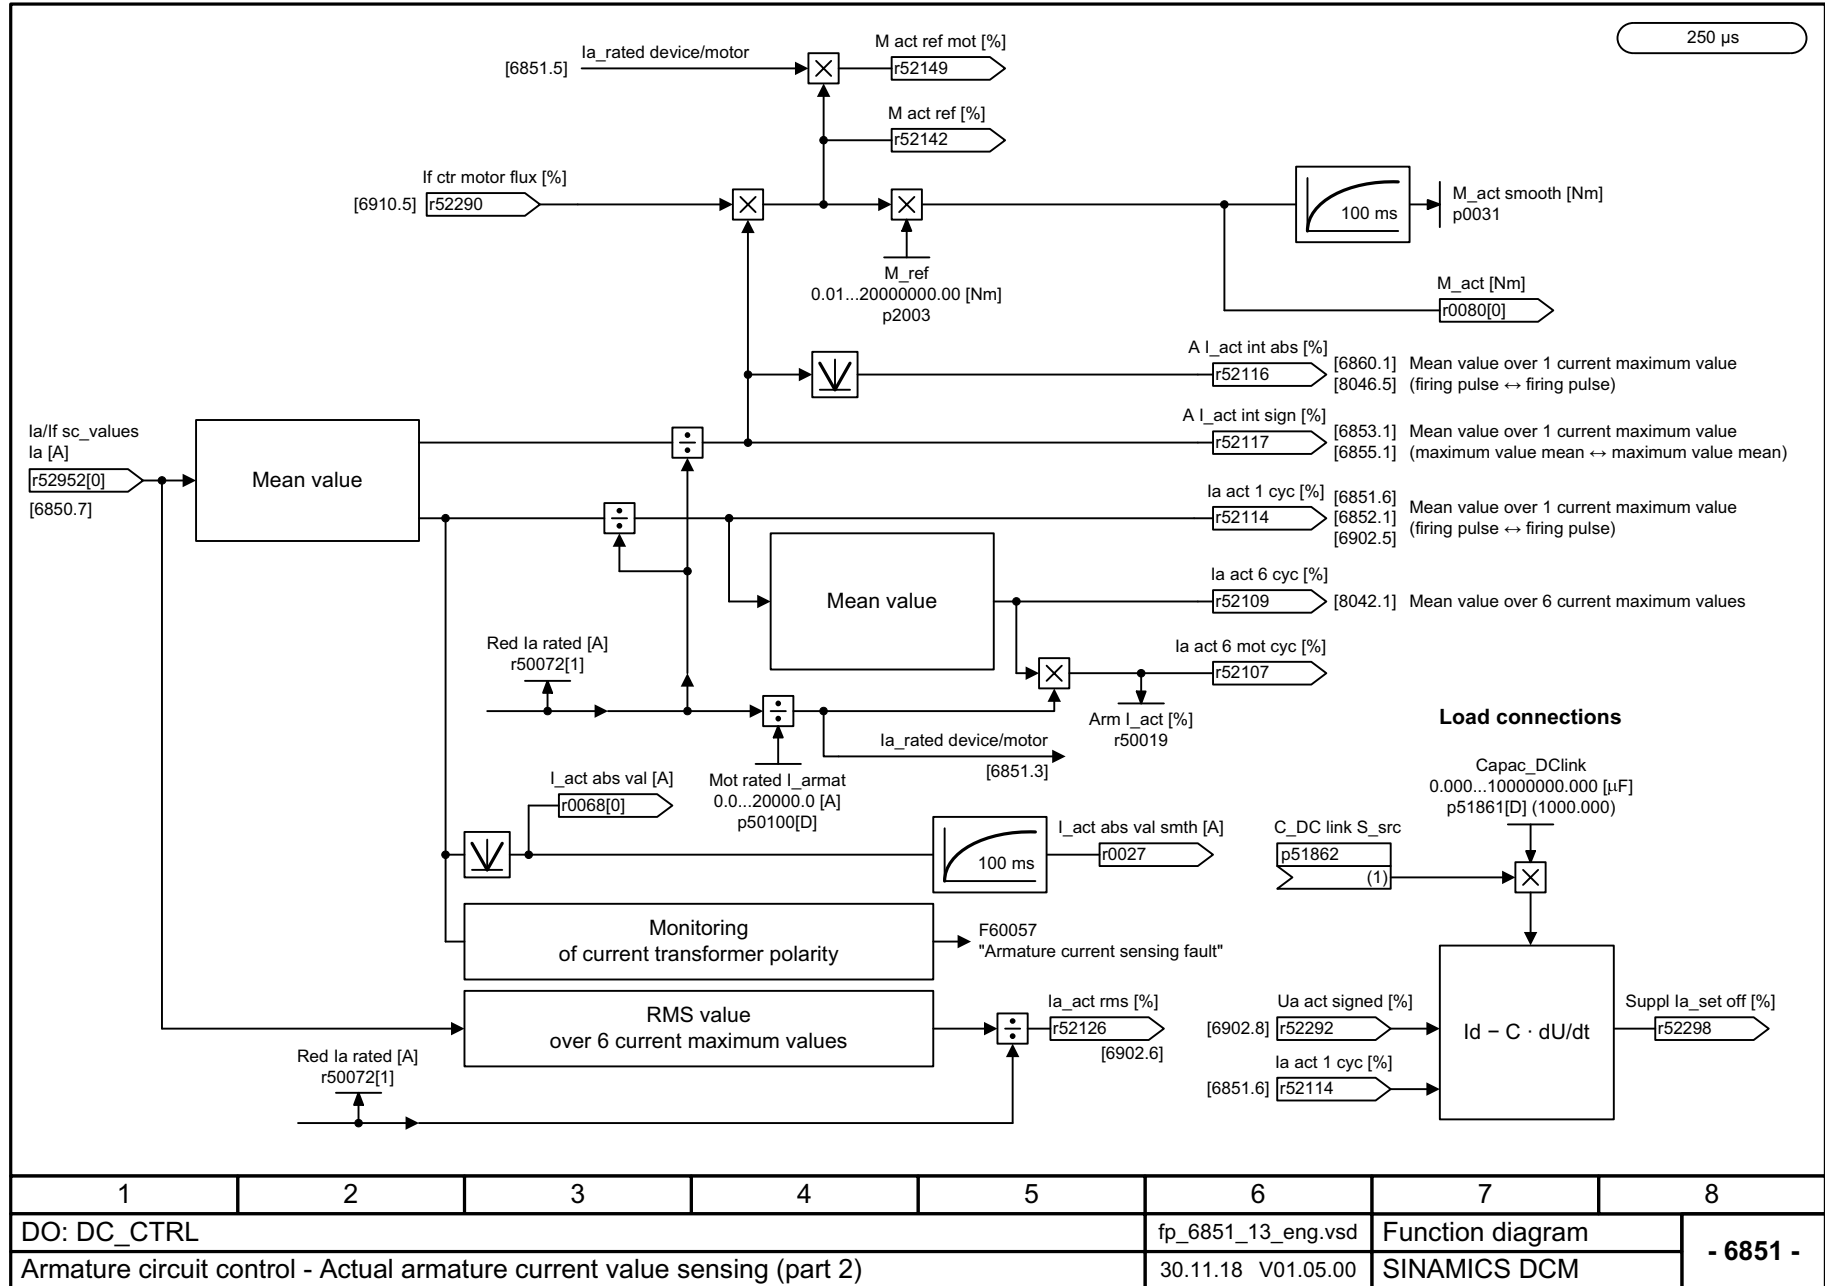 250 µs
M act ref mot [%]
[6851.5]
Ia_rated device/motor
r52149
M act ref [%]
r52142
If ctr motor flux [%]
[6910.5]
r52290
100 ms
M_act smooth [Nm]
p0031
M_ref
0.01...20000000.00 [Nm]
p2003
M_act [Nm]
r0080[0]
A I_act int abs [%]
r52116
[6860.1]
[8046.5]
Mean value over 1 current maximum value
(firing pulse ↔ firing pulse)
Ia/If sc_values
Ia [A]
r52952[0]
[6850.7]
Mean value
A I_act int sign [%]
r52117
[6853.1]
[6855.1]
Mean value over 1 current maximum value
(maximum value mean ↔ maximum value mean)
Ia act 1 cyc [%]
r52114
[6851.6]
[6852.1]
[6902.5]
Mean value over 1 current maximum value
(firing pulse ↔ firing pulse)
Mean value
Ia act 6 cyc [%]
r52109
[8042.1]
Mean value over 6 current maximum values
Red Ia rated [A]
r50072[1]
Ia act 6 mot cyc [%]
r52107
Arm I_act [%]
r50019
Ia_rated device/motor
[6851.3]
Mot rated I_armat
0.0...20000.0 [A]
p50100[D]
I_act abs val [A]
r0068[0]
100 ms
I_act abs val smth [A]
r0027
Load connections
Capac_DClink
0.000...10000000.000 [µF]
p51861[D] (1000.000)
C_DC link S_src
p51862
(1)
Monitoring
of current transformer polarity
F60057
"Armature current sensing fault"
RMS value
over 6 current maximum values
Ia_act rms [%]
r52126
[6902.6]
Red Ia rated [A]
r50072[1]
Ua act signed [%]
[6902.8]
r52292
Ia act 1 cyc [%]
[6851.6]
r52114
Id − C · dU/dt
Suppl Ia_set off [%]
r52298
1 2 3 4 5 6 7 8
DO: DC_CTRL
fp_6851_13_eng.vsd
Function diagram
- 6851 -
Armature circuit control - Actual armature current value sensing (part 2)
30.11.18 V01.05.00
SINAMICS DCM